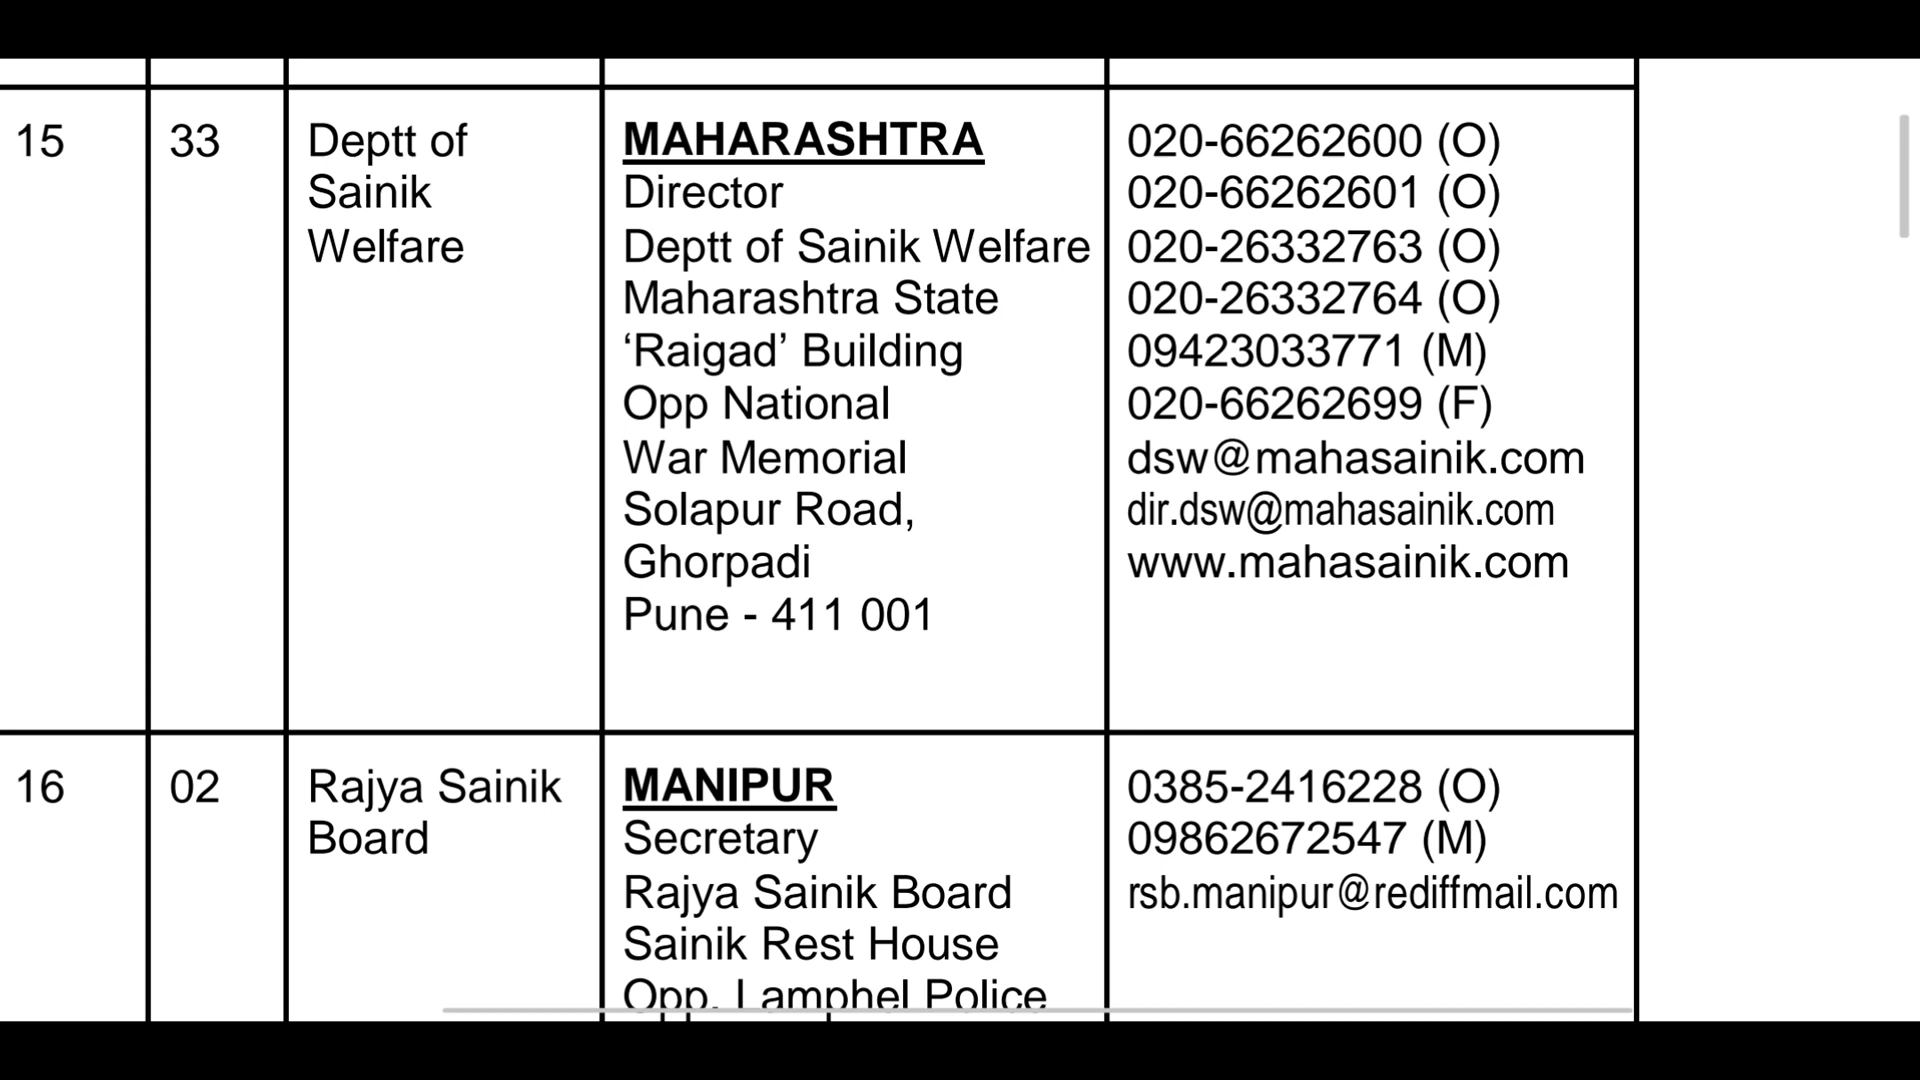 15
33
Deptt of
Sainik
Welfare
MAHARASHTRA
Director
Deptt of Sainik Welfare
Maharashtra State
‘Raigad’ Building
Opp National
War Memorial
Solapur Road,
Ghorpadi
Pune - 411 001
020-66262600 (O)
020-66262601 (O)
020-26332763 (O)
020-26332764 (O)
09423033771 (M)
020-66262699 (F)
dsw@mahasainik.com
dir.dsw@mahasainik.com
www.mahasainik.com
16
02
Rajya Sainik
Board
MANIPUR
Secretary
Rajya Sainik Board
Sainik Rest House
Opp. Lamphel Police
0385-2416228 (O)
09862672547 (M)
rsb.manipur@rediffmail.com